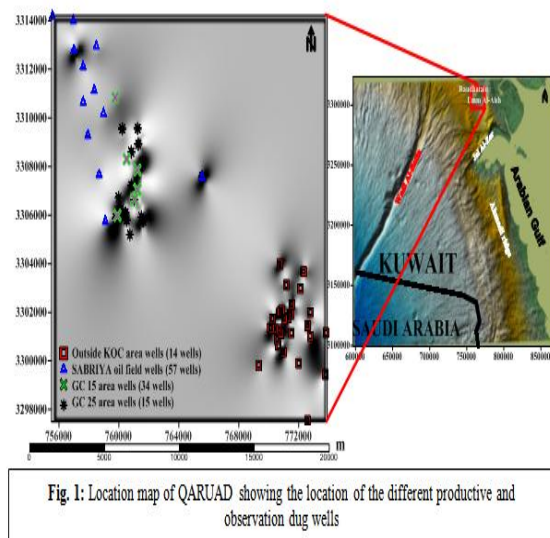 3314000
3312000
3310000
3308000
3306000
3304000
3302000
3300000
3298000
N
Outside KOC area wells (14 wells)
SABRIYA oil field wells (57 wells)
GC 15 area wells (34 wells)
GC 25 area wells (15 wells)
756000 760000 764000 768000 772000
m
0 5000 10000 15000 20000
3300000
3250000
3200000
3150000
3100000
Arabian Gulf
KUWAIT
SAUDI ARABIA
600000 650000 700000 750000 800000 850000
Fig. 1: Location map of QARUAD showing the location of the different productive and
observation dug wells